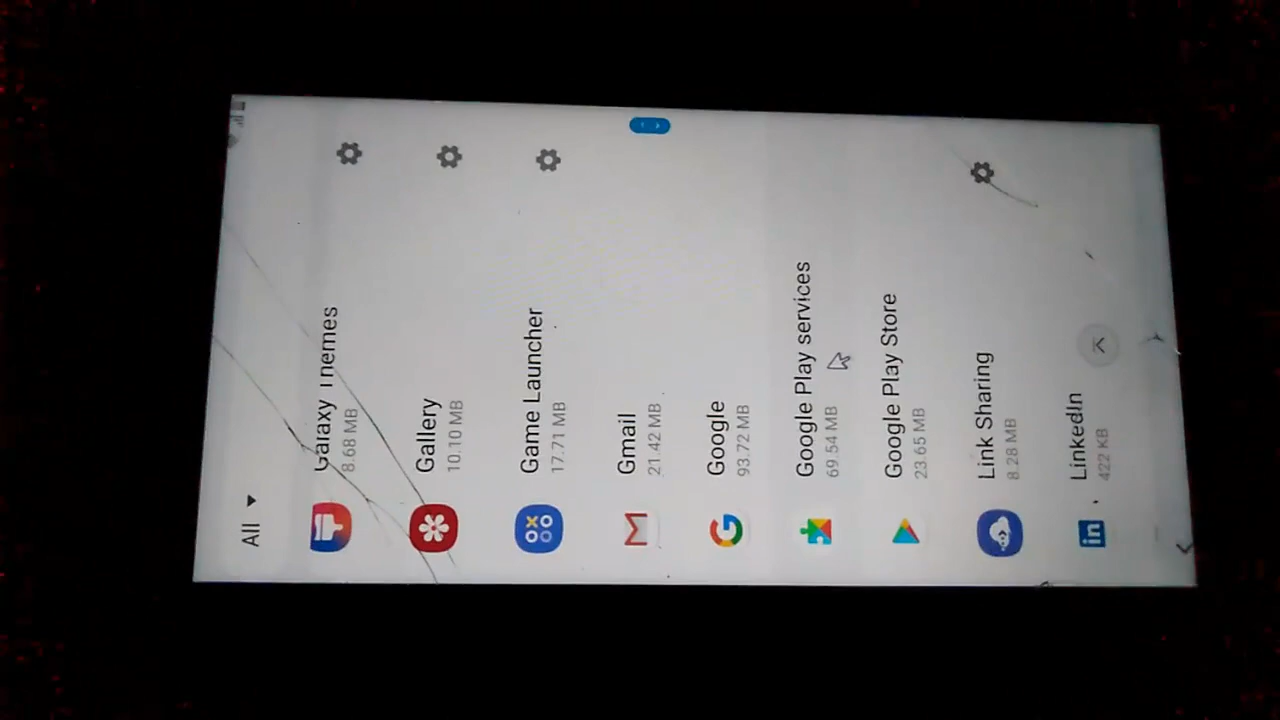 All
Galaxy Themes
8.68 MB
Gallery
10.10 MB
Game Launcher
17.71 MB
Gmail
21.42 MB
Google
93.72 MB
Google Play services
69.54 MB
Google Play Store
23.65 MB
Link Sharing
8.28 MB
LinkedIn
422 KB